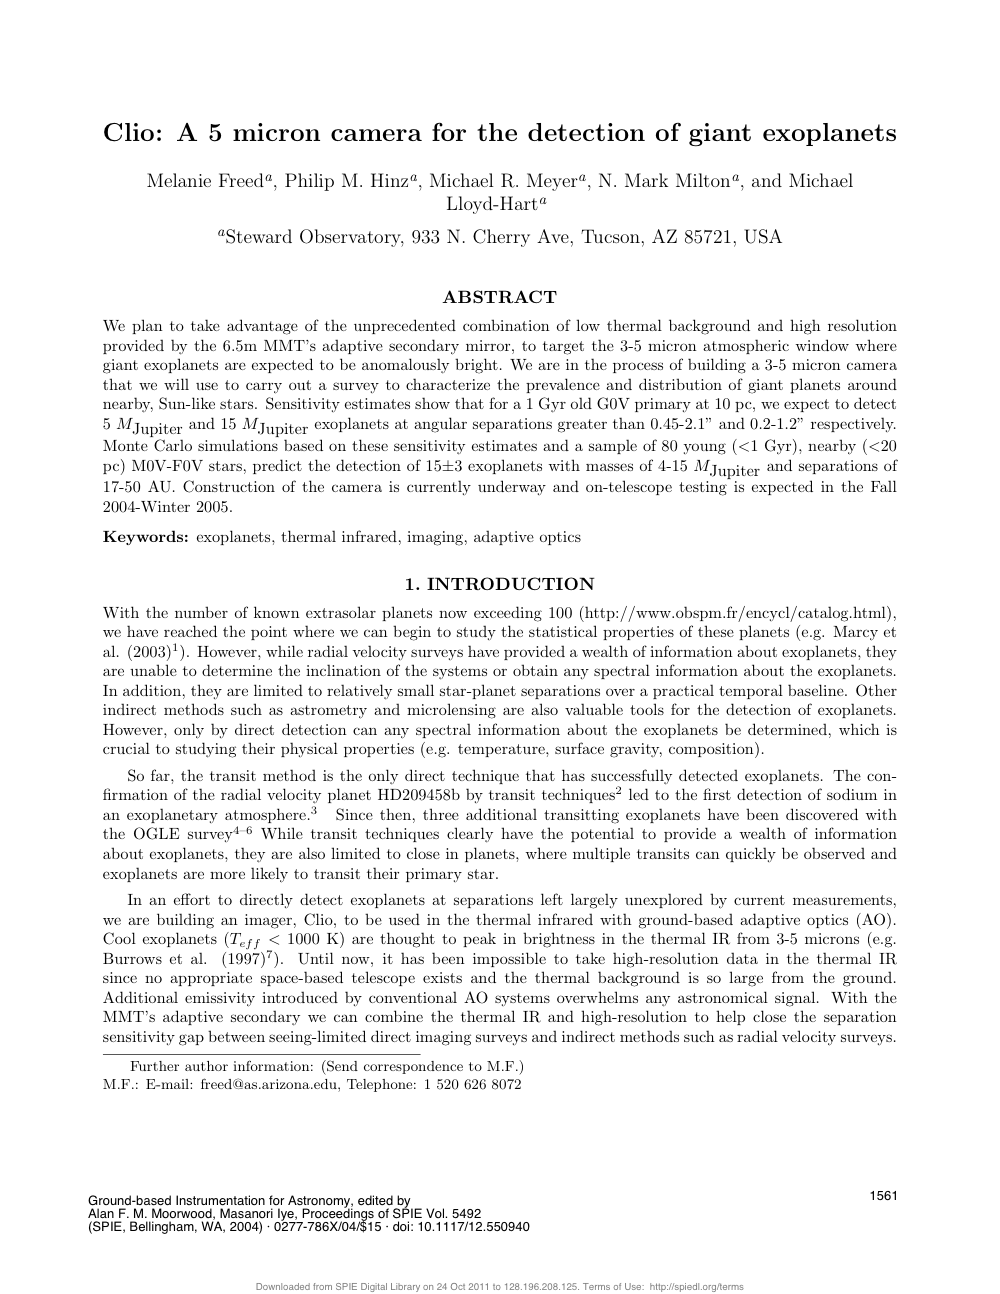 Clio: A 5 micron camera for the detection of giant exoplanets
Melanie Freedᵃ, Philip M. Hinzᵃ, Michael R. Meyerᵃ, N. Mark Miltonᵃ, and Michael
Lloyd-Hartᵃ
ᵃSteward Observatory, 933 N. Cherry Ave, Tucson, AZ 85721, USA
ABSTRACT
We plan to take advantage of the unprecedented combination of low thermal background and high resolution
provided by the 6.5m MMT's adaptive secondary mirror, to target the 3-5 micron atmospheric window where
giant exoplanets are expected to be anomalously bright. We are in the process of building a 3-5 micron camera
that we will use to carry out a survey to characterize the prevalence and distribution of giant planets around
nearby, Sun-like stars. Sensitivity estimates show that for a 1 Gyr old G0V primary at 10 pc, we expect to detect
5 M_Jupiter and 15 M_Jupiter exoplanets at angular separations greater than 0.45-2.1” and 0.2-1.2” respectively.
Monte Carlo simulations based on these sensitivity estimates and a sample of 80 young (<1 Gyr), nearby (<20
pc) M0V-F0V stars, predict the detection of 15±3 exoplanets with masses of 4-15 M_Jupiter and separations of
17-50 AU. Construction of the camera is currently underway and on-telescope testing is expected in the Fall
2004-Winter 2005.
Keywords: exoplanets, thermal infrared, imaging, adaptive optics
1. INTRODUCTION
With the number of known extrasolar planets now exceeding 100 (http://www.obspm.fr/encycl/catalog.html),
we have reached the point where we can begin to study the statistical properties of these planets (e.g. Marcy et
al. (2003)¹). However, while radial velocity surveys have provided a wealth of information about exoplanets, they
are unable to determine the inclination of the systems or obtain any spectral information about the exoplanets.
In addition, they are limited to relatively small star-planet separations over a practical temporal baseline. Other
indirect methods such as astrometry and microlensing are also valuable tools for the detection of exoplanets.
However, only by direct detection can any spectral information about the exoplanets be determined, which is
crucial to studying their physical properties (e.g. temperature, surface gravity, composition).
So far, the transit method is the only direct technique that has successfully detected exoplanets. The con-
firmation of the radial velocity planet HD209458b by transit techniques² led to the first detection of sodium in
an exoplanetary atmosphere.³ Since then, three additional transitting exoplanets have been discovered with
the OGLE survey⁴⁻⁶ While transit techniques clearly have the potential to provide a wealth of information
about exoplanets, they are also limited to close in planets, where multiple transits can quickly be observed and
exoplanets are more likely to transit their primary star.
In an effort to directly detect exoplanets at separations left largely unexplored by current measurements,
we are building an imager, Clio, to be used in the thermal infrared with ground-based adaptive optics (AO).
Cool exoplanets (T_eff < 1000 K) are thought to peak in brightness in the thermal IR from 3-5 microns (e.g.
Burrows et al. (1997)⁷). Until now, it has been impossible to take high-resolution data in the thermal IR
since no appropriate space-based telescope exists and the thermal background is so large from the ground.
Additional emissivity introduced by conventional AO systems overwhelms any astronomical signal. With the
MMT's adaptive secondary we can combine the thermal IR and high-resolution to help close the separation
sensitivity gap between seeing-limited direct imaging surveys and indirect methods such as radial velocity surveys.
Further author information: (Send correspondence to M.F.)
M.F.: E-mail: freed@as.arizona.edu, Telephone: 1 520 626 8072
Ground-based Instrumentation for Astronomy, edited by
Alan F. M. Moorwood, Masanori Iye, Proceedings of SPIE Vol. 5492
(SPIE, Bellingham, WA, 2004) · 0277-786X/04/$15 · doi: 10.1117/12.550940
1561
Downloaded from SPIE Digital Library on 24 Oct 2011 to 128.196.208.125. Terms of Use: http://spiedl.org/terms